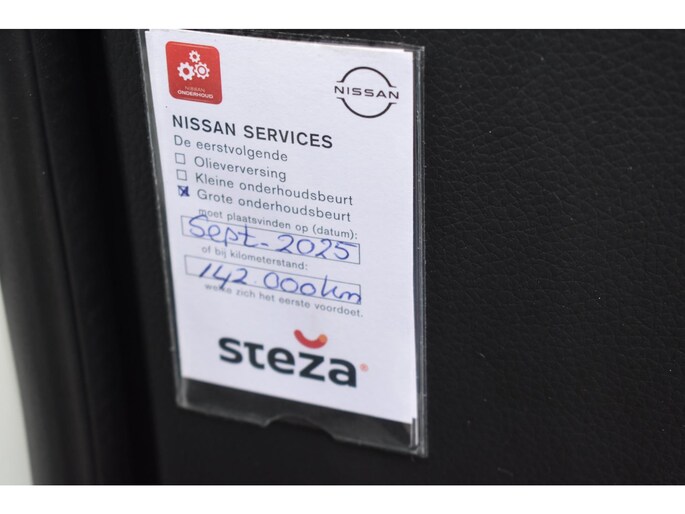 NISSAN
ONDERHOUD
NISSAN
NISSAN SERVICES
De eerstvolgende
Olieverversing
Kleine onderhoudsbeurt
Grote onderhoudsbeurt
moet plaatsvinden op (datum):
Sept-2025
of bij kilometerstand:
142.000km
welke zich het eerste voordoet.
steža®